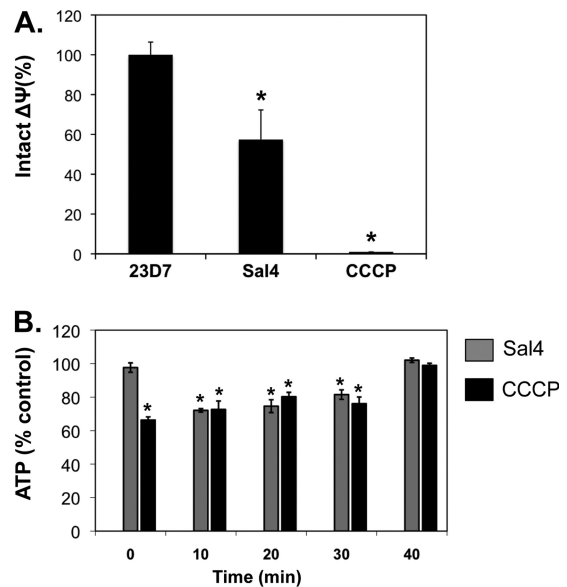 A.
120
100
80
60
40
20
0
Intact ΔΨ(%)
*
*
23D7 Sal4 CCCP
B.
120
100
80
60
40
20
0
ATP (% control)
* * * * * * *
0 10 20 30 40
Time (min)
Sal4
CCCP